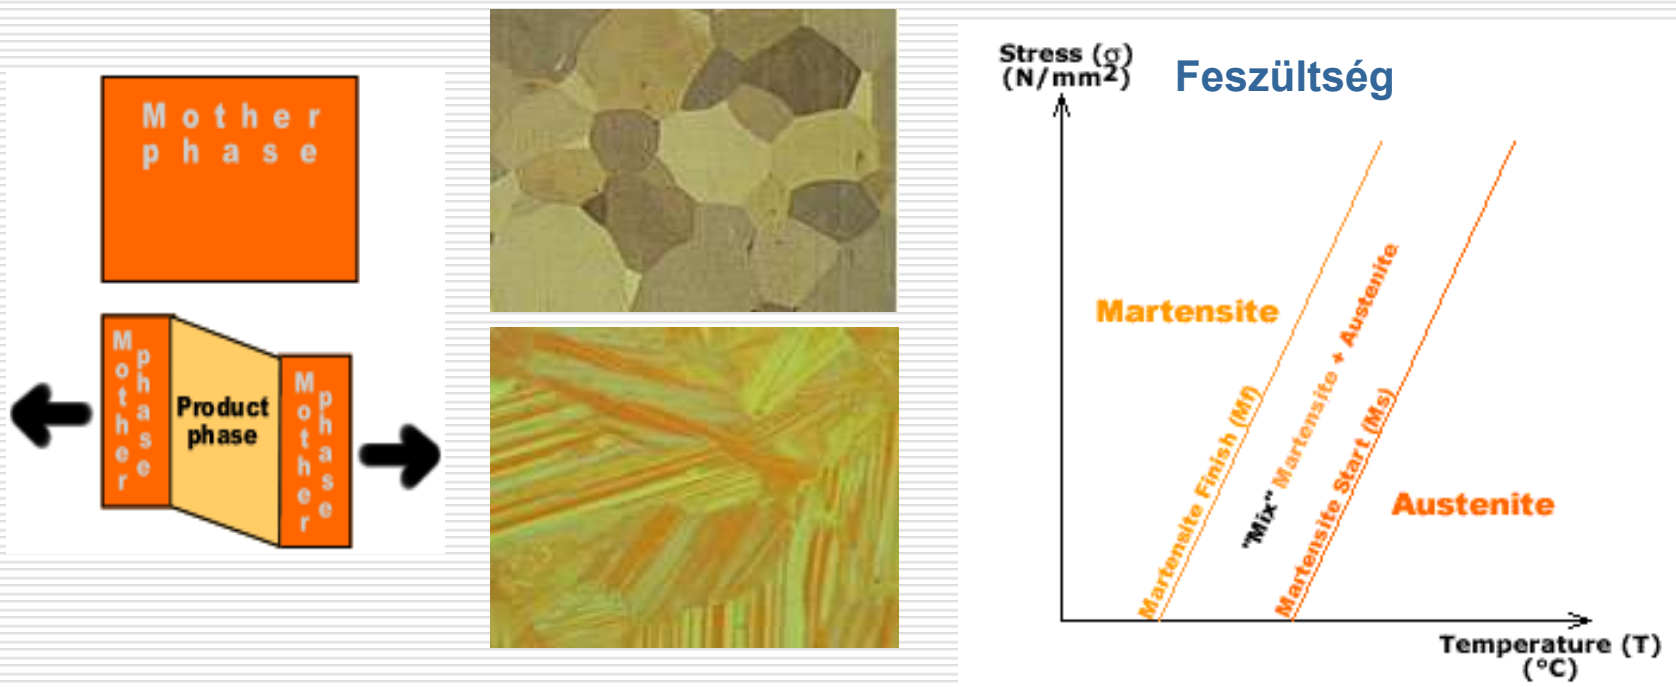 Mother
phase
Mother
phase
Product
phase
Mother
phase
Stress (σ)
(N/mm2)
Feszültség
Martensite
Martensite Finish (Mf)
"Mix" Martensite + Austenite
Martensite Start (Ms)
Austenite
Temperature (T)
(°C)